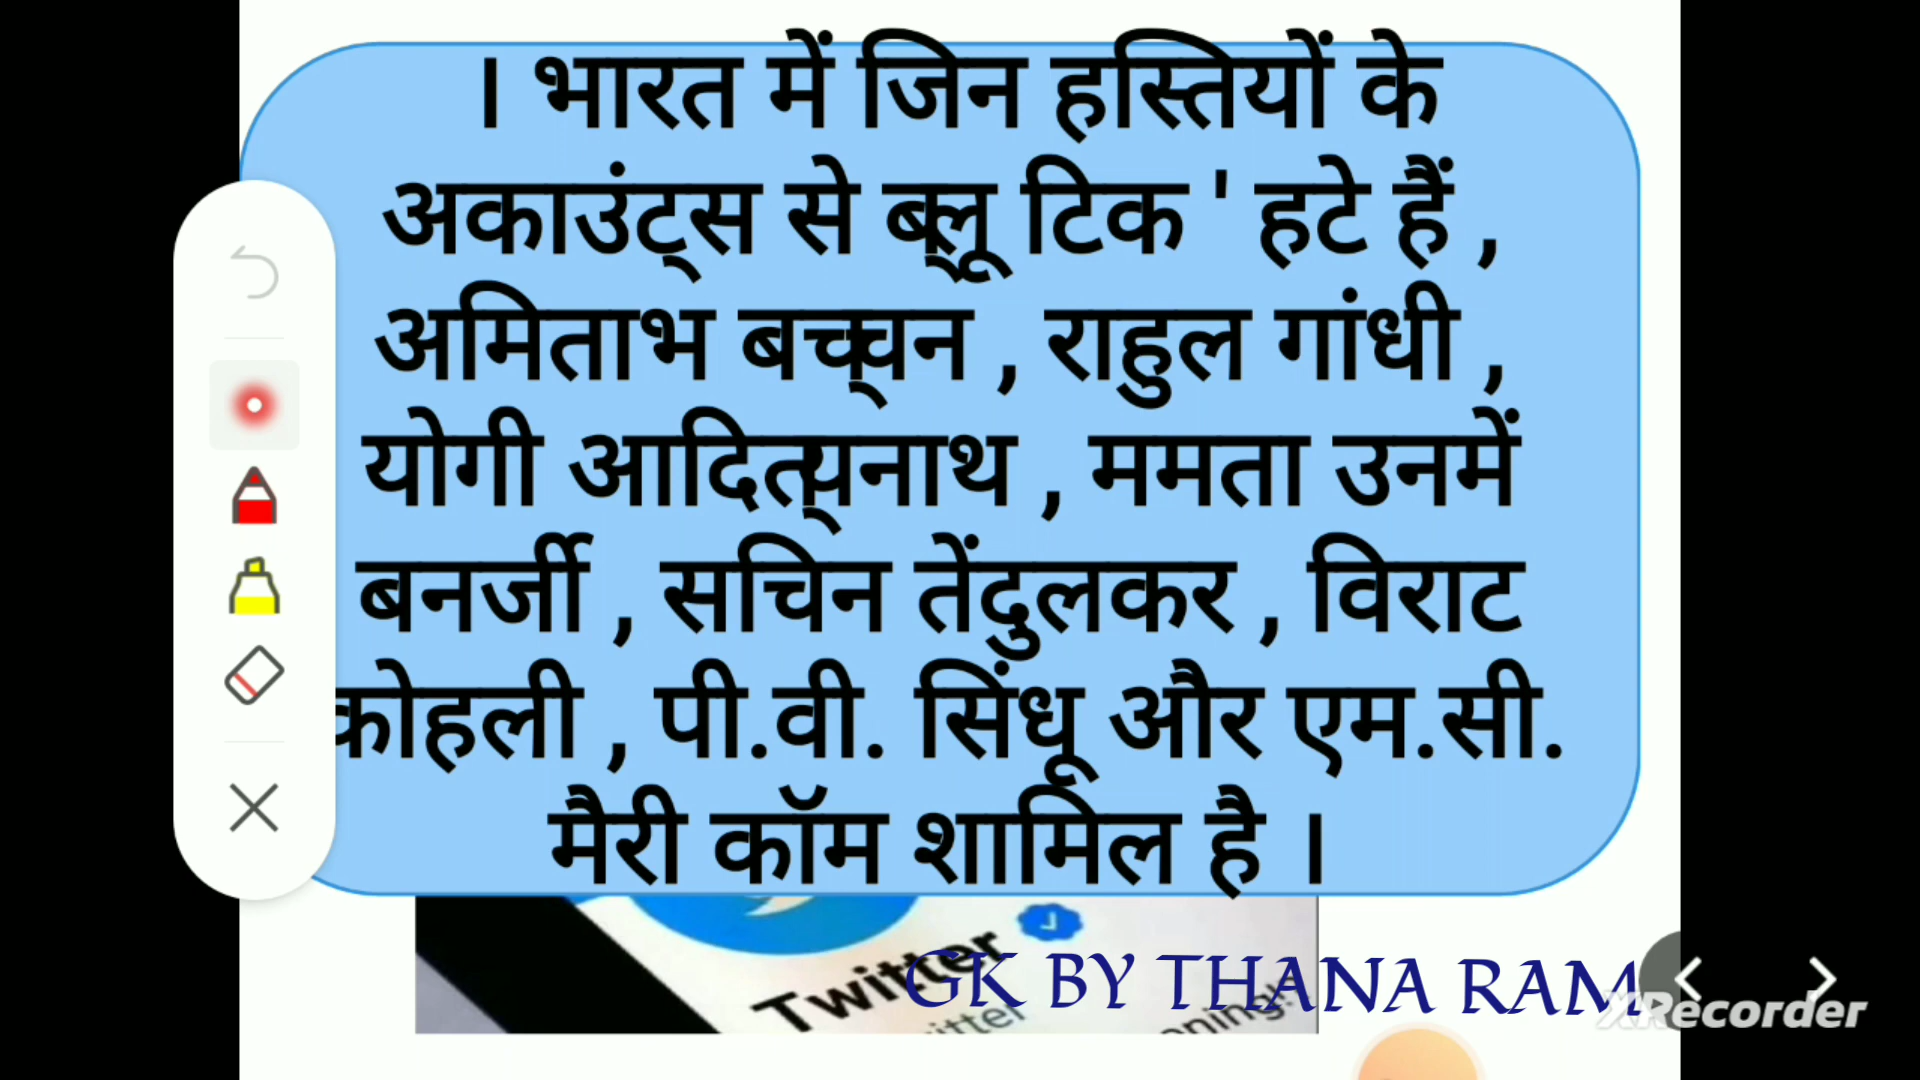 । भारत में जिन हस्तियों के
अकाउंट्स से ब्लू टिक ' हटे हैं ,
अमिताभ बच्चन , राहुल गांधी ,
योगी आदित्यनाथ , ममता उनमें
बनर्जी , सचिन तेंदुलकर , विराट
कोहली , पी.वी. सिंधू और एम.सी.
मैरी कॉम शामिल है ।
Twitter
GK BY THANA RAM
XRecorder